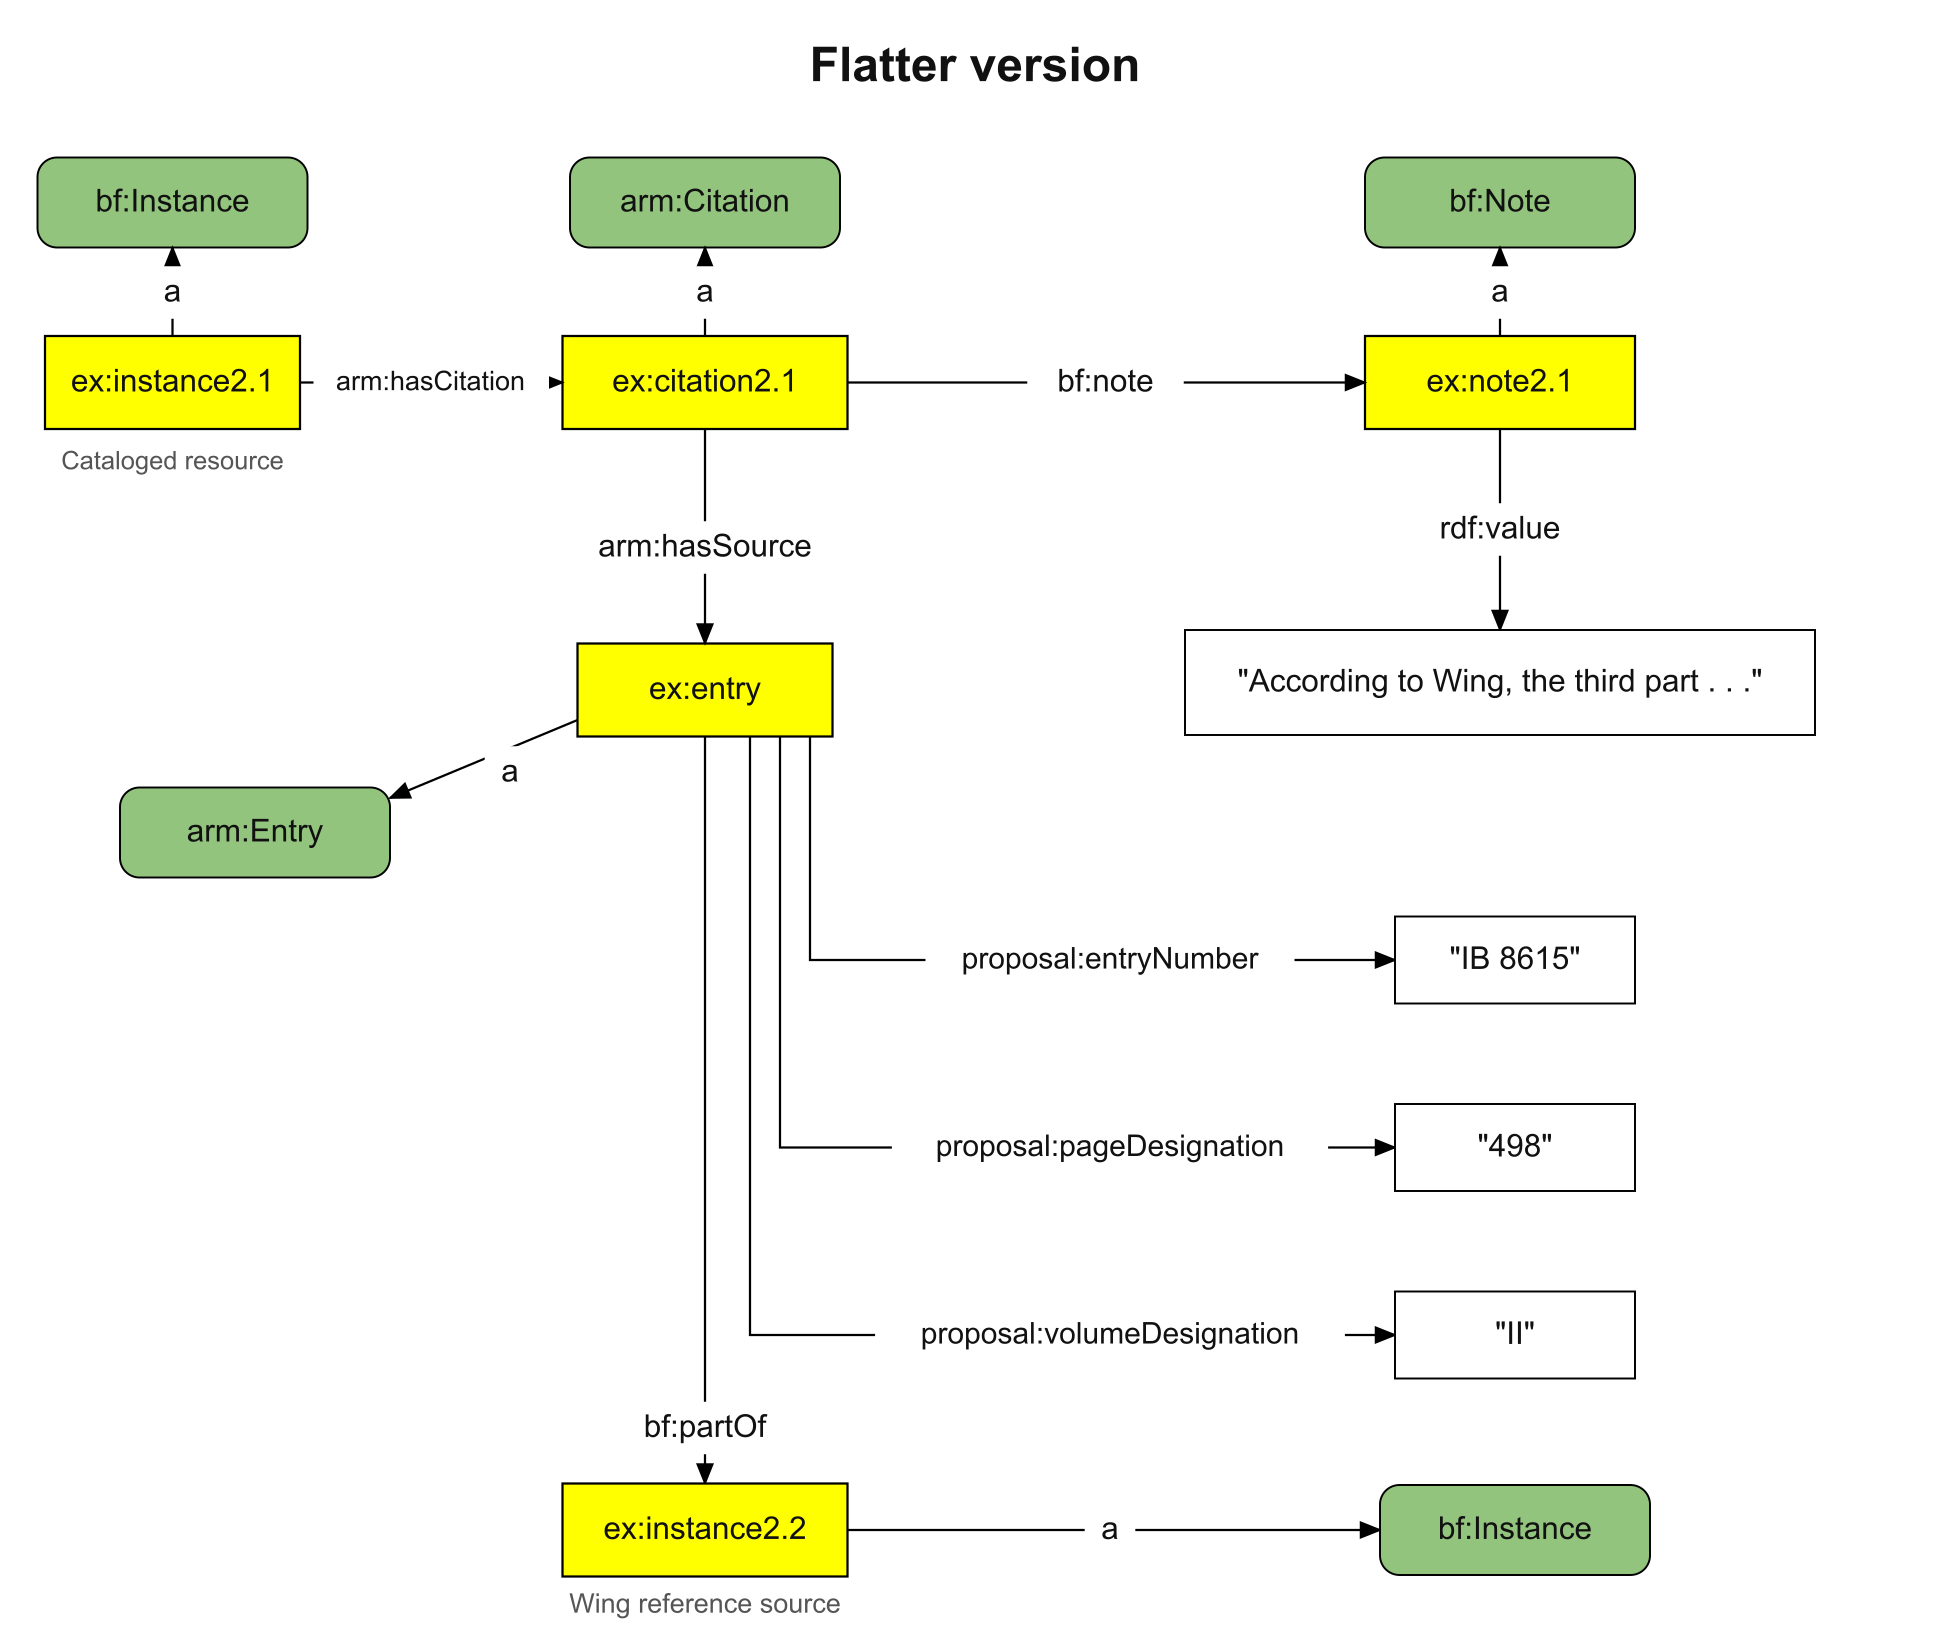 Flatter version
bf:Instance
arm:Citation
bf:Note
a
a
a
ex:instance2.1
arm:hasCitation
ex:citation2.1
bf:note
ex:note2.1
Cataloged resource
rdf:value
arm:hasSource
"According to Wing, the third part . . ."
ex:entry
a
arm:Entry
proposal:entryNumber
"IB 8615"
proposal:pageDesignation
"498"
proposal:volumeDesignation
"II"
bf:partOf
ex:instance2.2
a
bf:Instance
Wing reference source